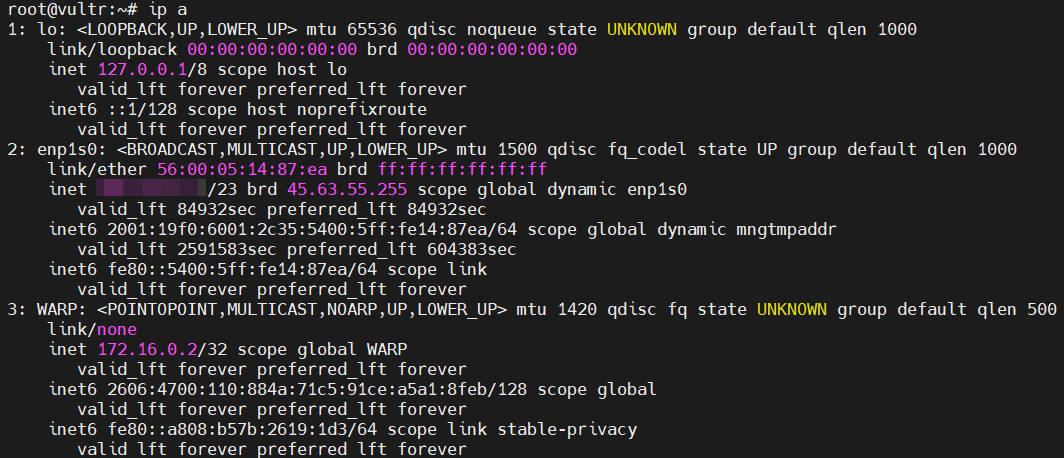 root@vultr:~# ip a
1: lo: <LOOPBACK,UP,LOWER_UP> mtu 65536 qdisc noqueue state UNKNOWN group default qlen 1000
    link/loopback 00:00:00:00:00:00 brd 00:00:00:00:00:00
    inet 127.0.0.1/8 scope host lo
       valid_lft forever preferred_lft forever
    inet6 ::1/128 scope host noprefixroute
       valid_lft forever preferred_lft forever
2: enp1s0: <BROADCAST,MULTICAST,UP,LOWER_UP> mtu 1500 qdisc fq_codel state UP group default qlen 1000
    link/ether 56:00:05:14:87:ea brd ff:ff:ff:ff:ff:ff
    inet /23 brd 45.63.55.255 scope global dynamic enp1s0
       valid_lft 84932sec preferred_lft 84932sec
    inet6 2001:19f0:6001:2c35:5400:5ff:fe14:87ea/64 scope global dynamic mngtmpaddr
       valid_lft 2591583sec preferred_lft 604383sec
    inet6 fe80::5400:5ff:fe14:87ea/64 scope link
       valid_lft forever preferred_lft forever
3: WARP: <POINTOPOINT,MULTICAST,NOARP,UP,LOWER_UP> mtu 1420 qdisc fq state UNKNOWN group default qlen 500
    link/none
    inet 172.16.0.2/32 scope global WARP
       valid_lft forever preferred_lft forever
    inet6 2606:4700:110:884a:71c5:91ce:a5a1:8feb/128 scope global
       valid_lft forever preferred_lft forever
    inet6 fe80::a808:b57b:2619:1d3/64 scope link stable-privacy
       valid_lft forever preferred_lft forever